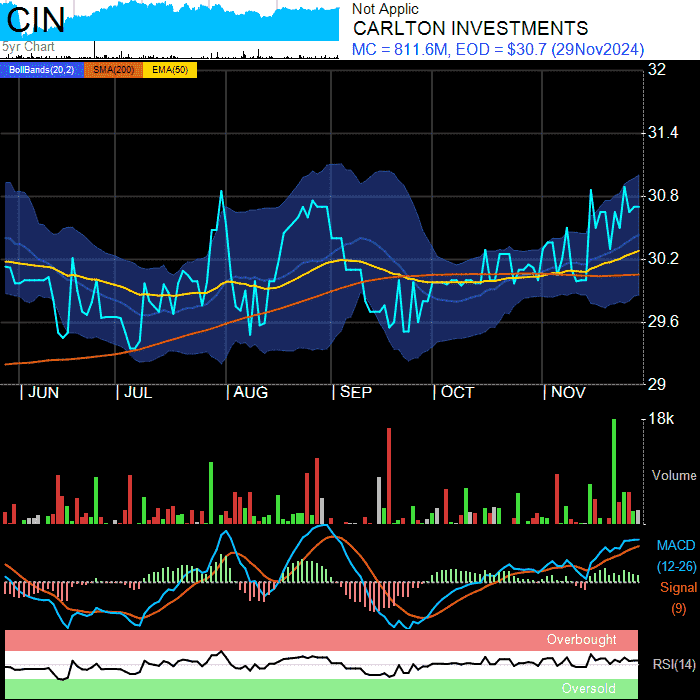 CIN
5yr Chart
Not Applic
CARLTON INVESTMENTS
MC = 811.6M, EOD = $30.7 (29Nov2024)
BollBands(20,2) SMA(200) EMA(50)
32
31.4
30.8
30.2
29.6
29
JUN JUL AUG SEP OCT NOV
18k
Volume
MACD
(12-26)
Signal
(9)
Overbought
RSI(14)
Oversold